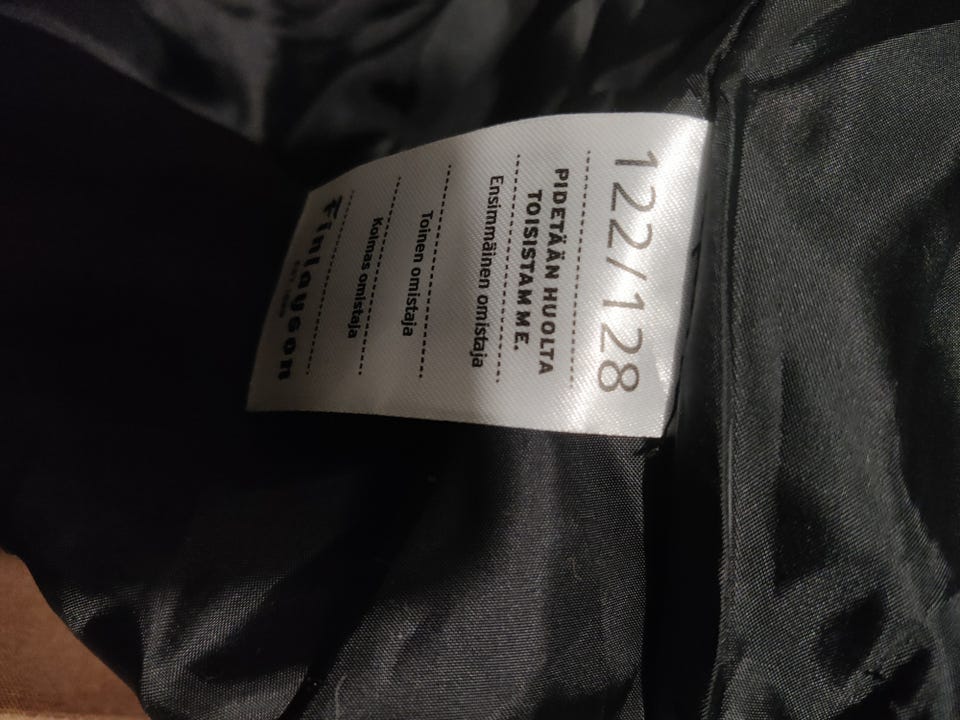 122/128
PIDETÄÄN HUOLTA
TOISISTAMME.
Ensimmäinen omistaja
Toinen omistaja
Kolmas omistaja
Finlayson